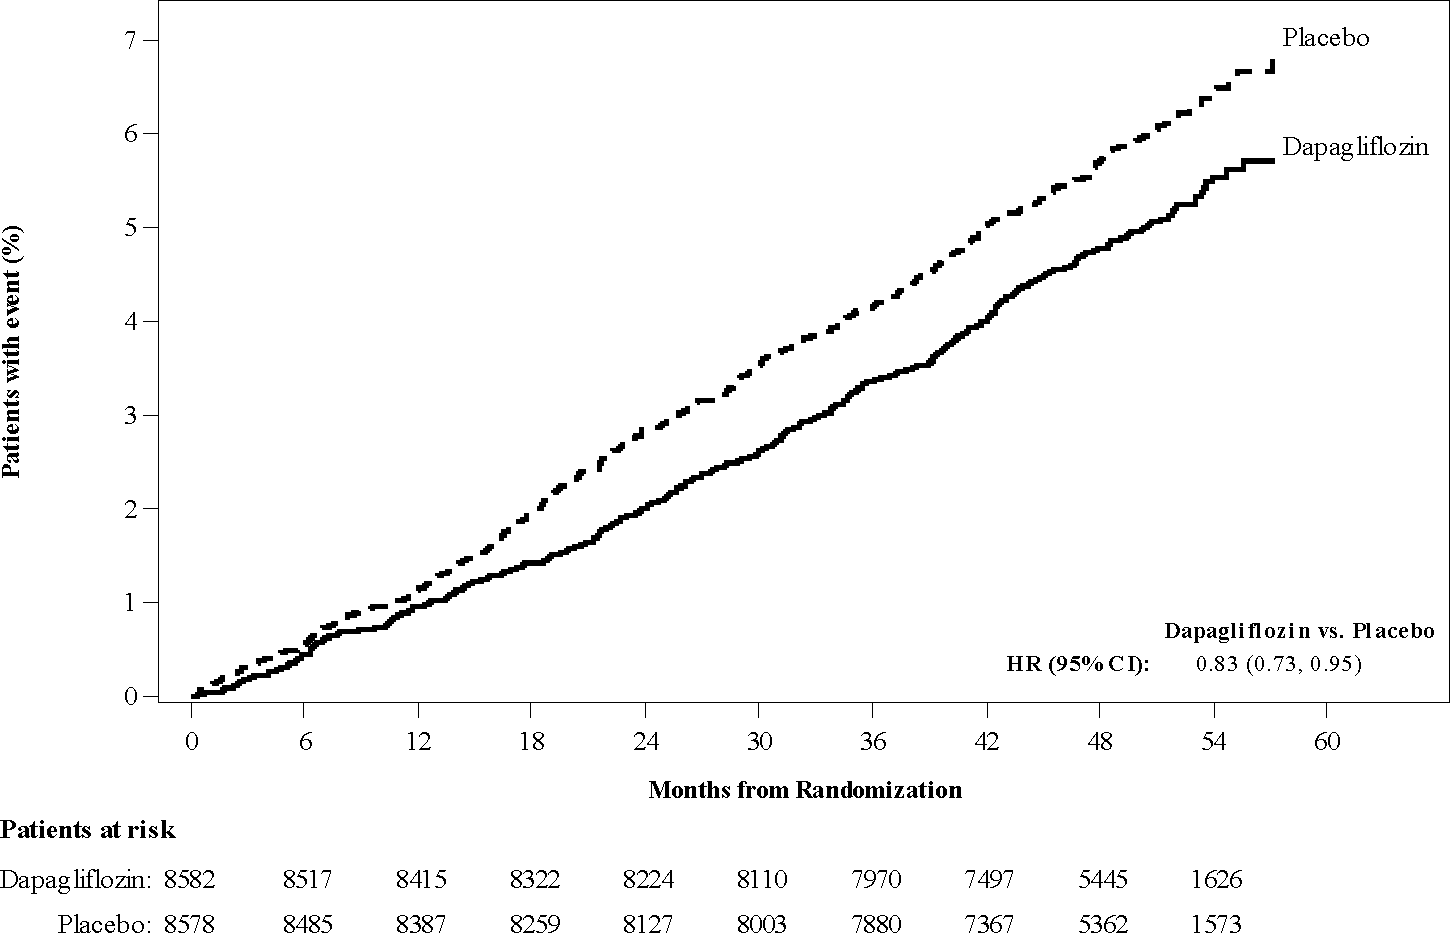 Placebo
Dapagliflozin
7
6
5
4
3
2
1
0
Patients with event (%)
Dapagliflozin vs. Placebo
HR (95% CI): 0.83 (0.73, 0.95)
0 6 12 18 24 30 36 42 48 54 60
Months from Randomization
Patients at risk
Dapagliflozin: 8582 8517 8415 8322 8224 8110 7970 7497 5445 1626
Placebo: 8578 8485 8387 8259 8127 8003 7880 7367 5362 1573